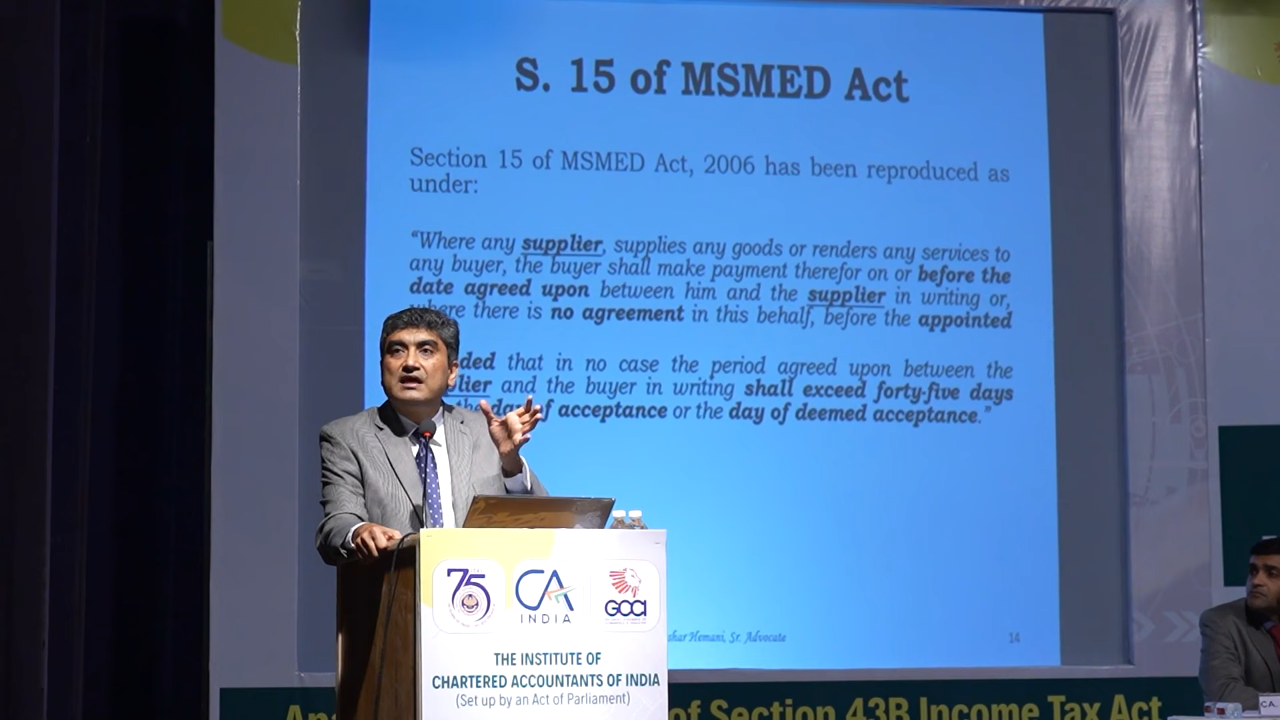 S. 15 of MSMED Act
Section 15 of MSMED Act, 2006 has been reproduced as
under:
“Where any supplier, supplies any goods or renders any services to
any buyer, the buyer shall make payment therefor on or before the
date agreed upon between him and the supplier in writing or,
where there is no agreement in this behalf, before the appointed
ded that in no case the period agreed upon between the
plier and the buyer in writing shall exceed forty-five days
the day of acceptance or the day of deemed acceptance.”
Hemani, Sr. Advocate
14
75
CA
INDIA
GCCI
THE INSTITUTE OF
CHARTERED ACCOUNTANTS OF INDIA
(Set up by an Act of Parliament)
of Section 43B Income Tax Act
CA